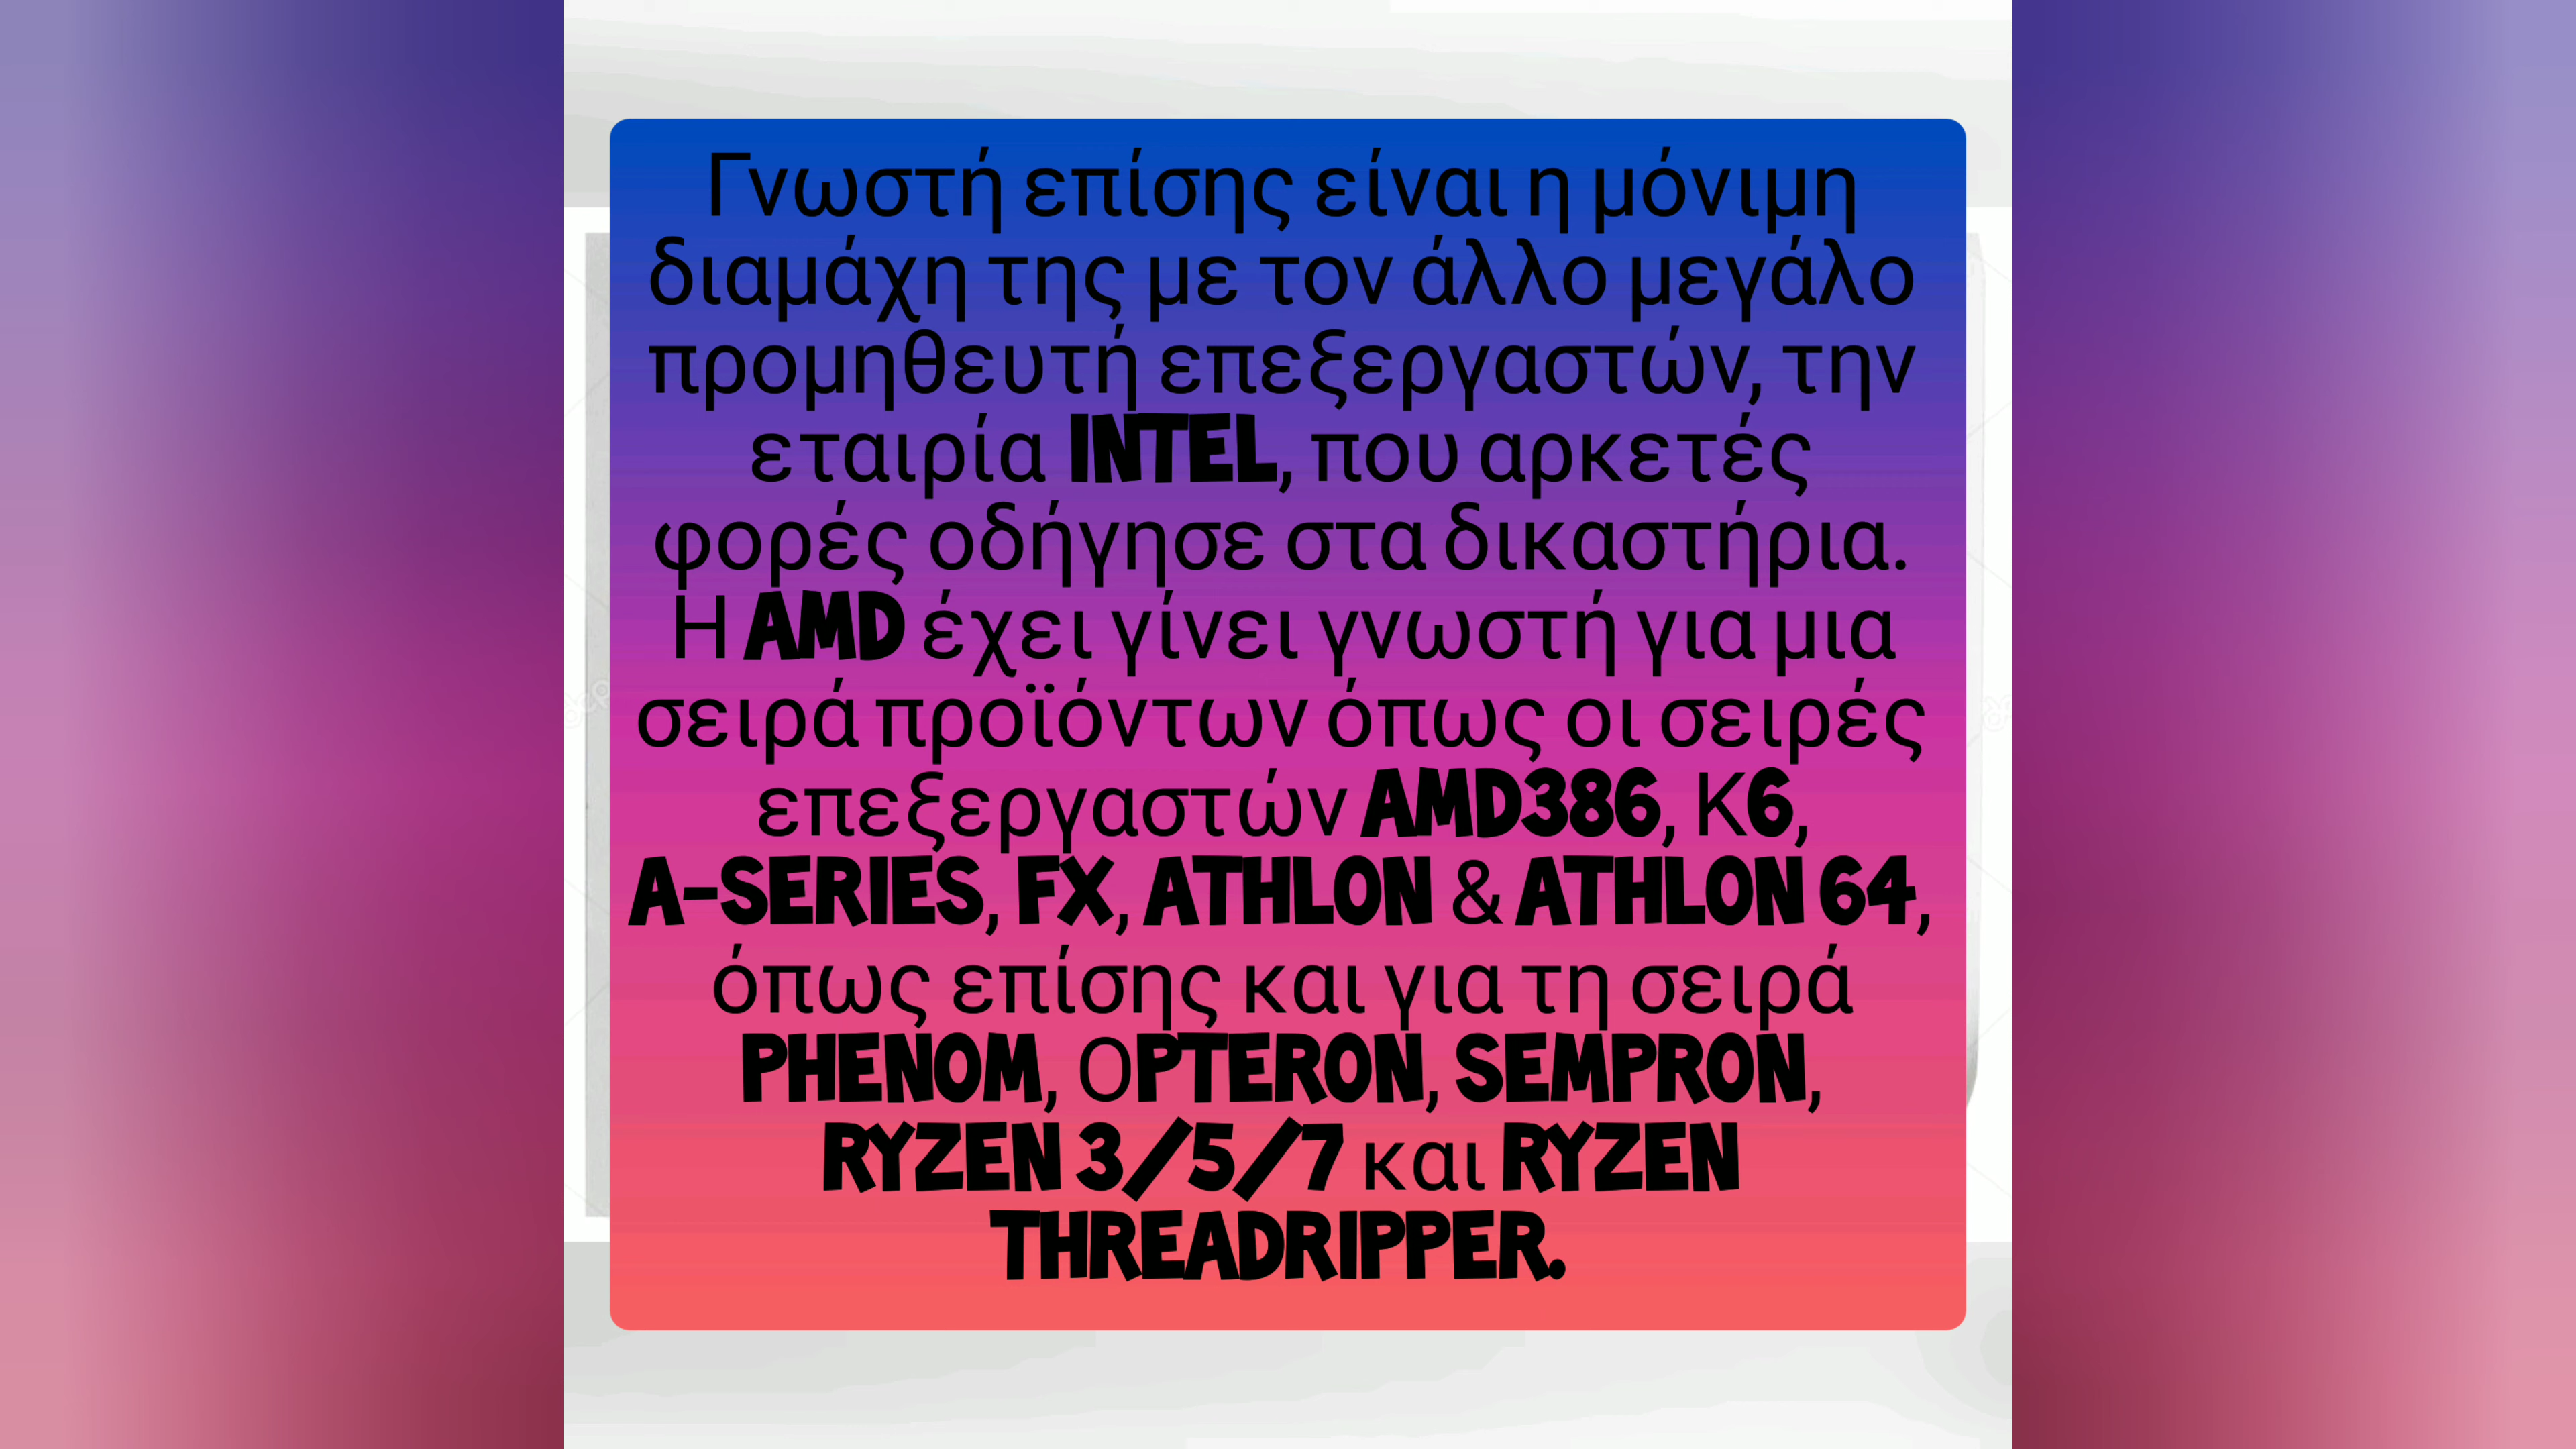 Γνωστή επίσης είναι η μόνιμη
διαμάχη της με τον άλλο μεγάλο
προμηθευτή επεξεργαστών, την
εταιρία INTEL, που αρκετές
φορές οδήγησε στα δικαστήρια.
Η AMD έχει γίνει γνωστή για μια
σειρά προϊόντων όπως οι σειρές
επεξεργαστών AMD386, Κ6,
A-SERIES, FX, ATHLON & ATHLON 64,
όπως επίσης και για τη σειρά
PHENOM, ΟPTERON, SEMPRON,
RYZEN 3/5/7 και RYZEN
THREADRIPPER.